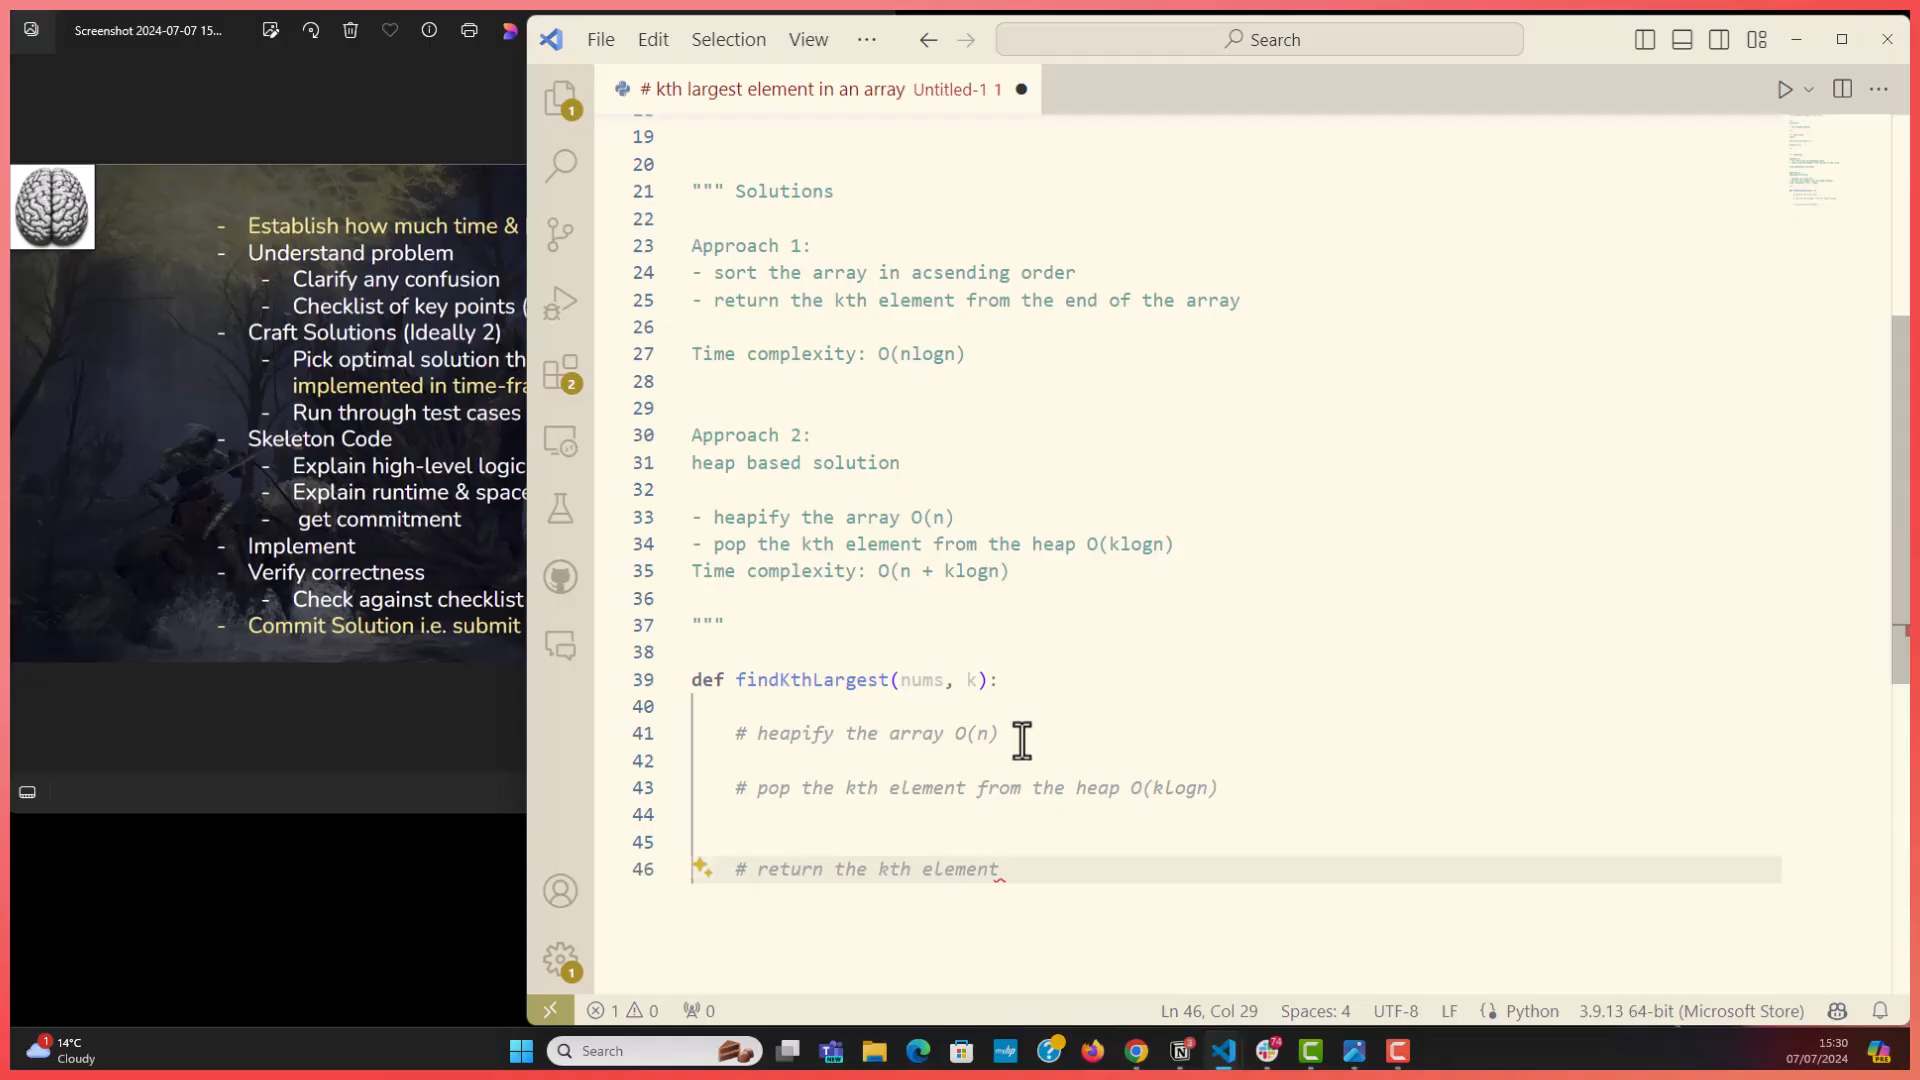 Screenshot 2024-07-07 15...
- Establish how much time &
- Understand problem
- Clarify any confusion
- Checklist of key points (
- Craft Solutions (Ideally 2)
- Pick optimal solution th
implemented in time-fra
- Run through test cases
- Skeleton Code
- Explain high-level logic
- Explain runtime & space
- get commitment
- Implement
- Verify correctness
- Check against checklist
- Commit Solution i.e. submit
File Edit Selection View ... Search
# kth largest element in an array Untitled-1 1
1
2
1
19
20
21 """ Solutions
22
23 Approach 1:
24 - sort the array in acsending order
25 - return the kth element from the end of the array
26
27 Time complexity: O(nlogn)
28
29
30 Approach 2:
31 heap based solution
32
33 - heapify the array O(n)
34 - pop the kth element from the heap O(klogn)
35 Time complexity: O(n + klogn)
36
37 """
38
39 def findKthLargest(nums, k):
40
41 # heapify the array O(n)
42
43 # pop the kth element from the heap O(klogn)
44
45
46 # return the kth element
1 0 0 Ln 46, Col 29 Spaces: 4 UTF-8 LF Python 3.9.13 64-bit (Microsoft Store)
1 14°C
Cloudy
Search
3
74
15:30
07/07/2024
PRE